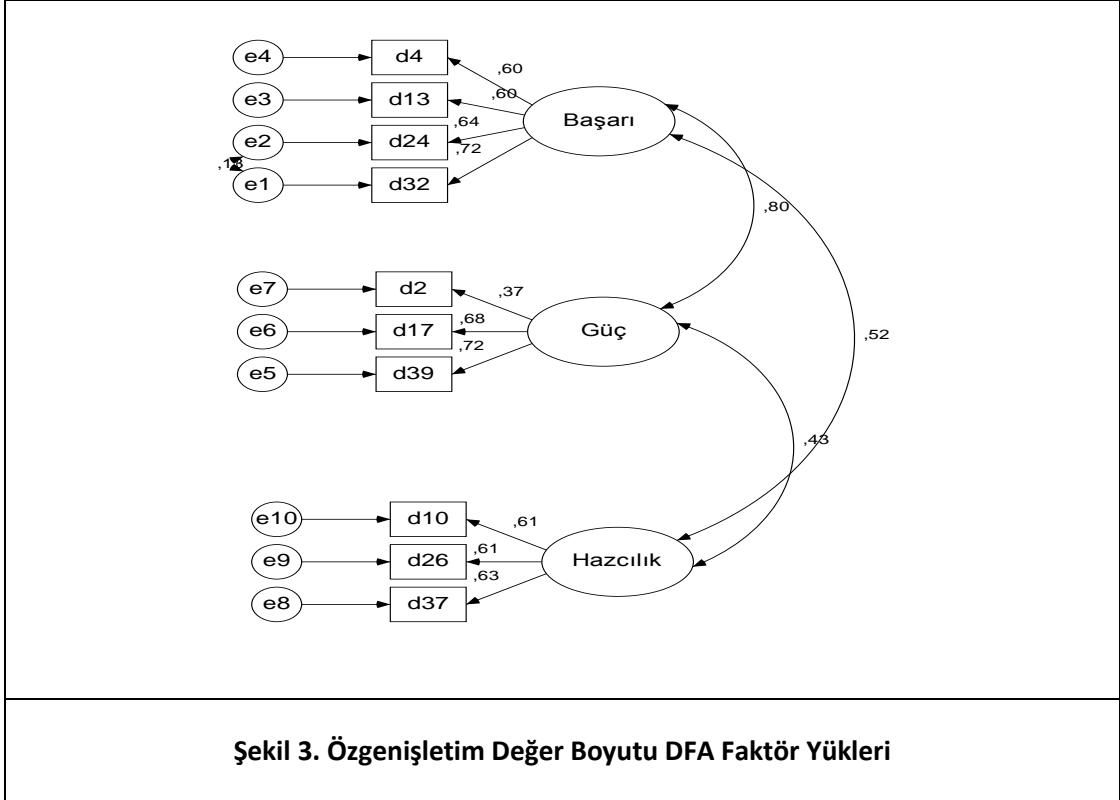 e4 d4 ,60
e3 d13 ,60 Başarı
e2 d24 ,64
e1 d32 ,72
,80
e7 d2 ,37
e6 d17 ,68 Güç
e5 d39 ,72
,52
,43
e10 d10 ,61
e9 d26 ,61 Hazcılık
e8 d37 ,63
Şekil 3. Özgenişletim Değer Boyutu DFA Faktör Yükleri